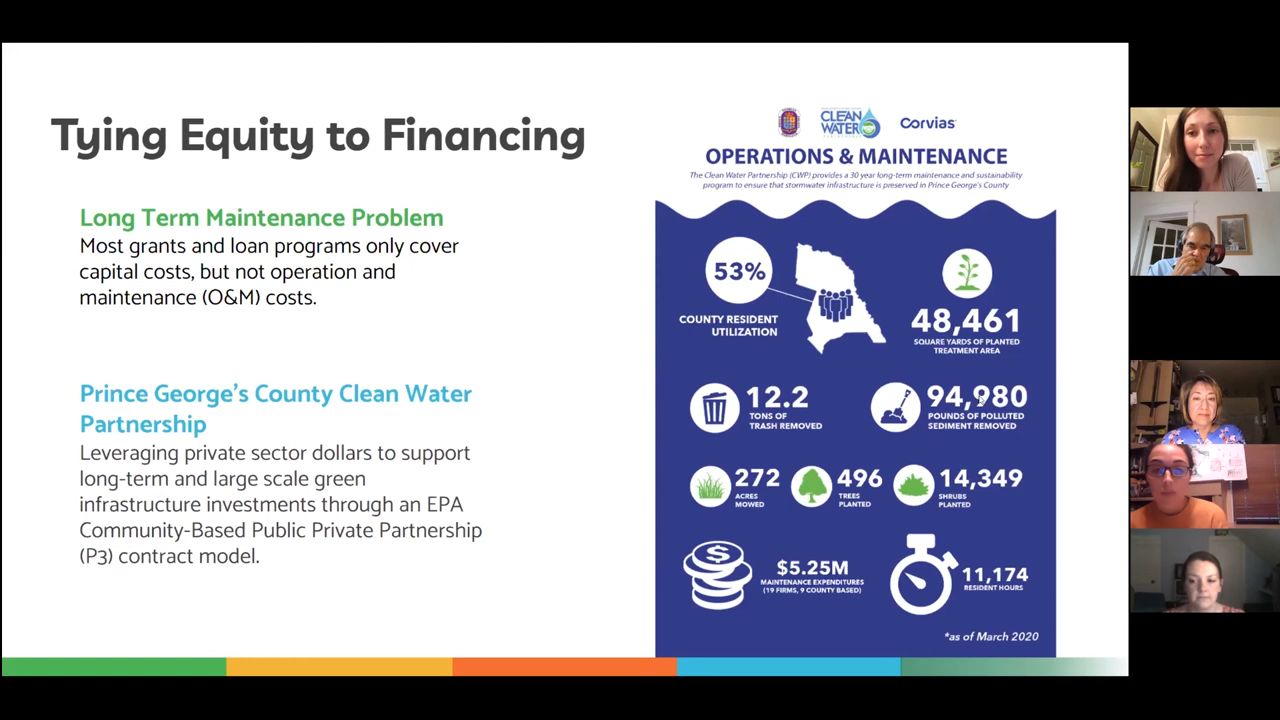 Tying Equity to Financing
Long Term Maintenance Problem
Most grants and loan programs only cover
capital costs, but not operation and
maintenance (O&M) costs.
Prince George's County Clean Water
Partnership
Leveraging private sector dollars to support
long-term and large scale green
infrastructure investments through an EPA
Community-Based Public Private Partnership
(P3) contract model.
CLEAN
WATER
Corvias
OPERATIONS & MAINTENANCE
The Clean Water Partnership (CWP) provides a 30 year long-term maintenance and sustainability
program to ensure that stormwater infrastructure is preserved in Prince George's County
53%
COUNTY RESIDENT
UTILIZATION
48,461
SQUARE YARDS OF PLANTED
TREATMENT AREA
12.2
TONS OF
TRASH REMOVED
94,980
POUNDS OF POLLUTED
SEDIMENT REMOVED
272
ACRES
MOWED
496
TREES
PLANTED
14,349
SHRUBS
PLANTED
$
$5.25M
MAINTENANCE EXPENDITURES
(19 FIRMS, 9 COUNTY BASED)
11,174
RESIDENT HOURS
*as of March 2020